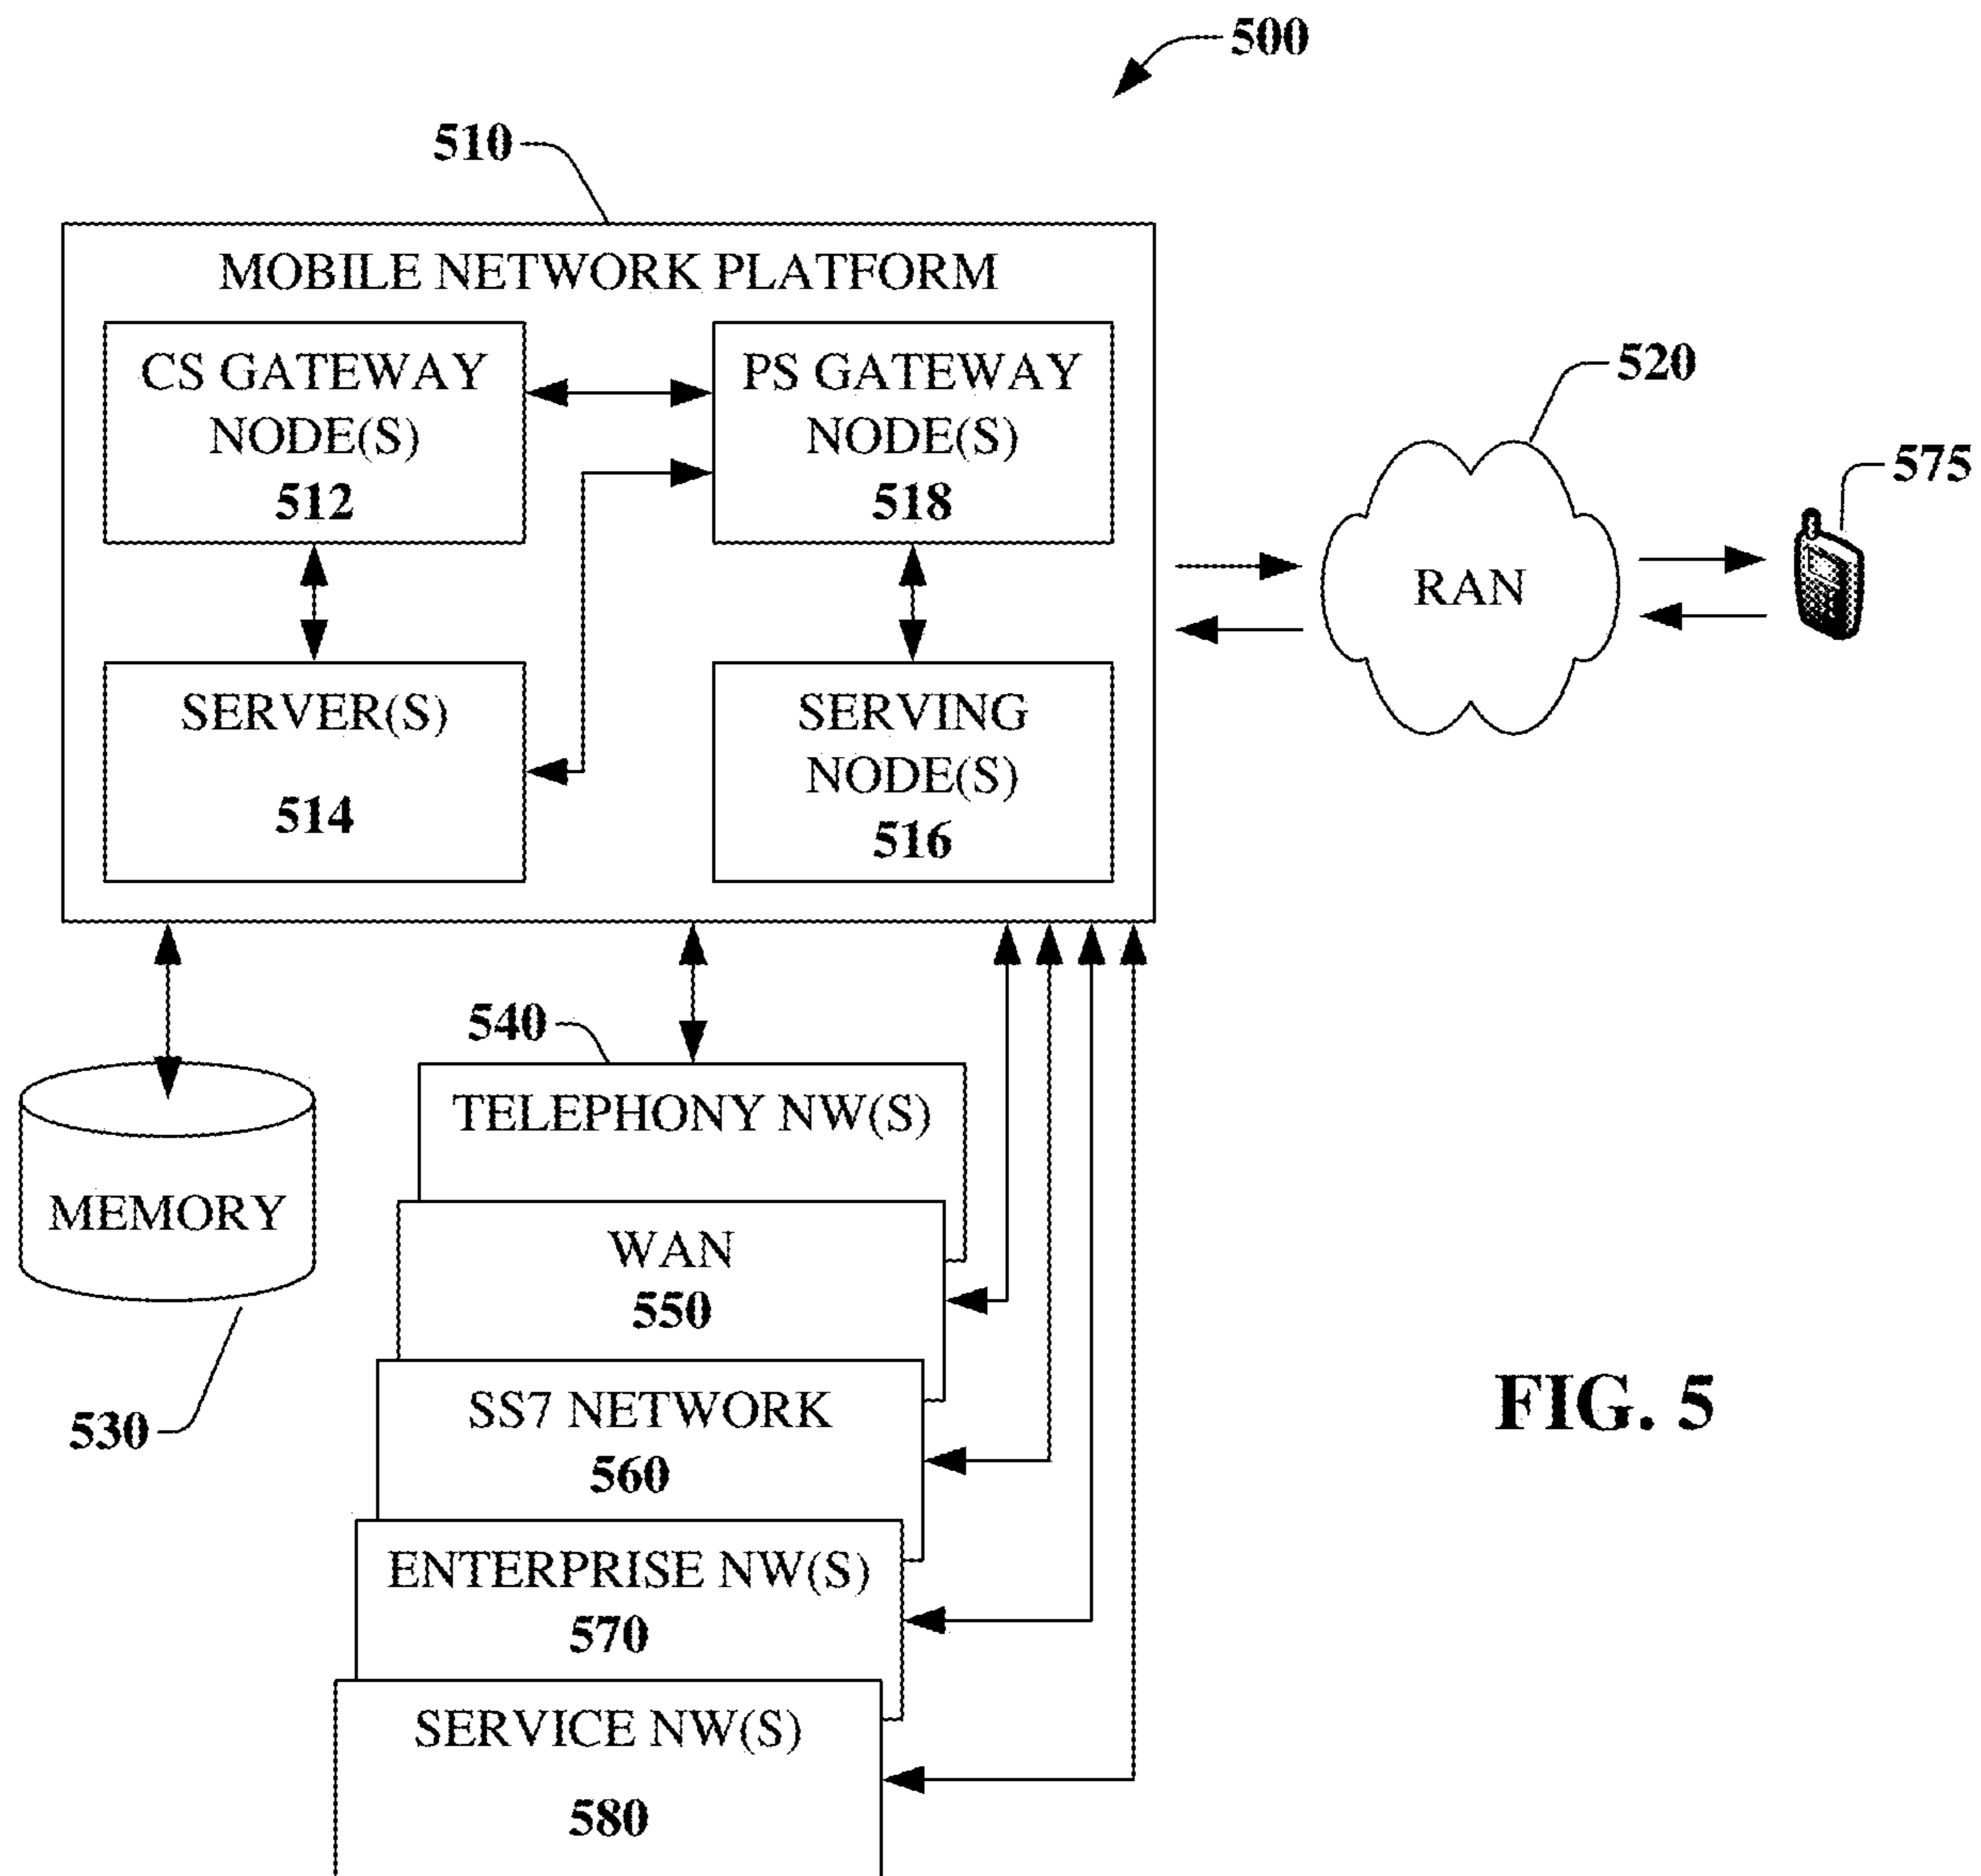 500
510
MOBILE NETWORK PLATFORM
CS GATEWAY
NODE(S)
512
PS GATEWAY
NODE(S)
518
SERVER(S)
514
SERVING
NODE(S)
516
520
RAN
575
540
TELEPHONY NW(S)
MEMORY
530
WAN
550
SS7 NETWORK
560
ENTERPRISE NW(S)
570
SERVICE NW(S)
580
FIG. 5